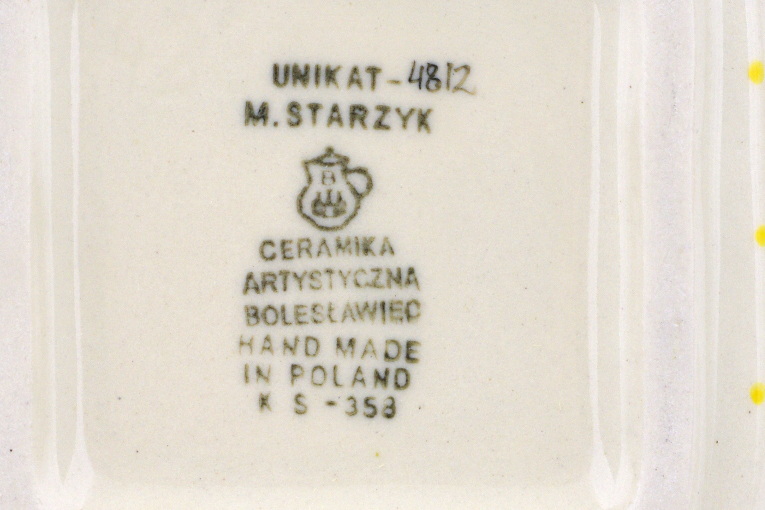 UNIKAT-4812
M.STARZYK
B
CERAMIKA
ARTYSTYCZNA
BOLESŁAWIEC
HAND MADE
IN POLAND
K S-358